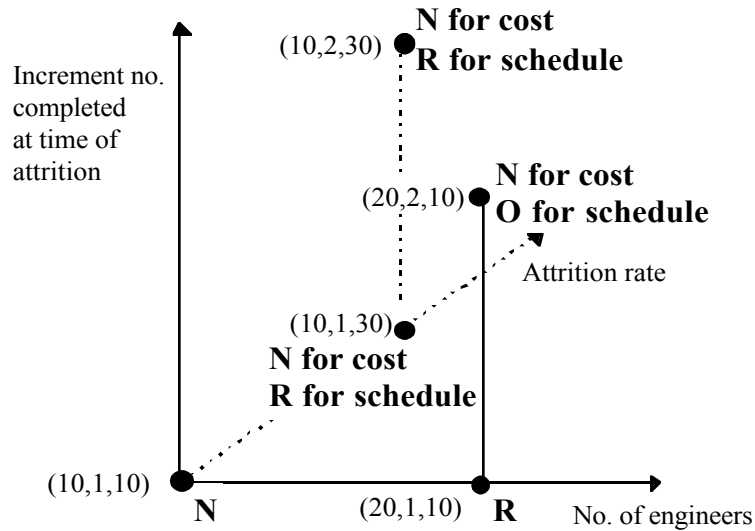 Increment no.
completed
at time of
attrition
(10,2,30)
N for cost
R for schedule
(20,2,10)
N for cost
O for schedule
Attrition rate
(10,1,30)
N for cost
R for schedule
(10,1,10)
N
(20,1,10)
R
No. of engineers